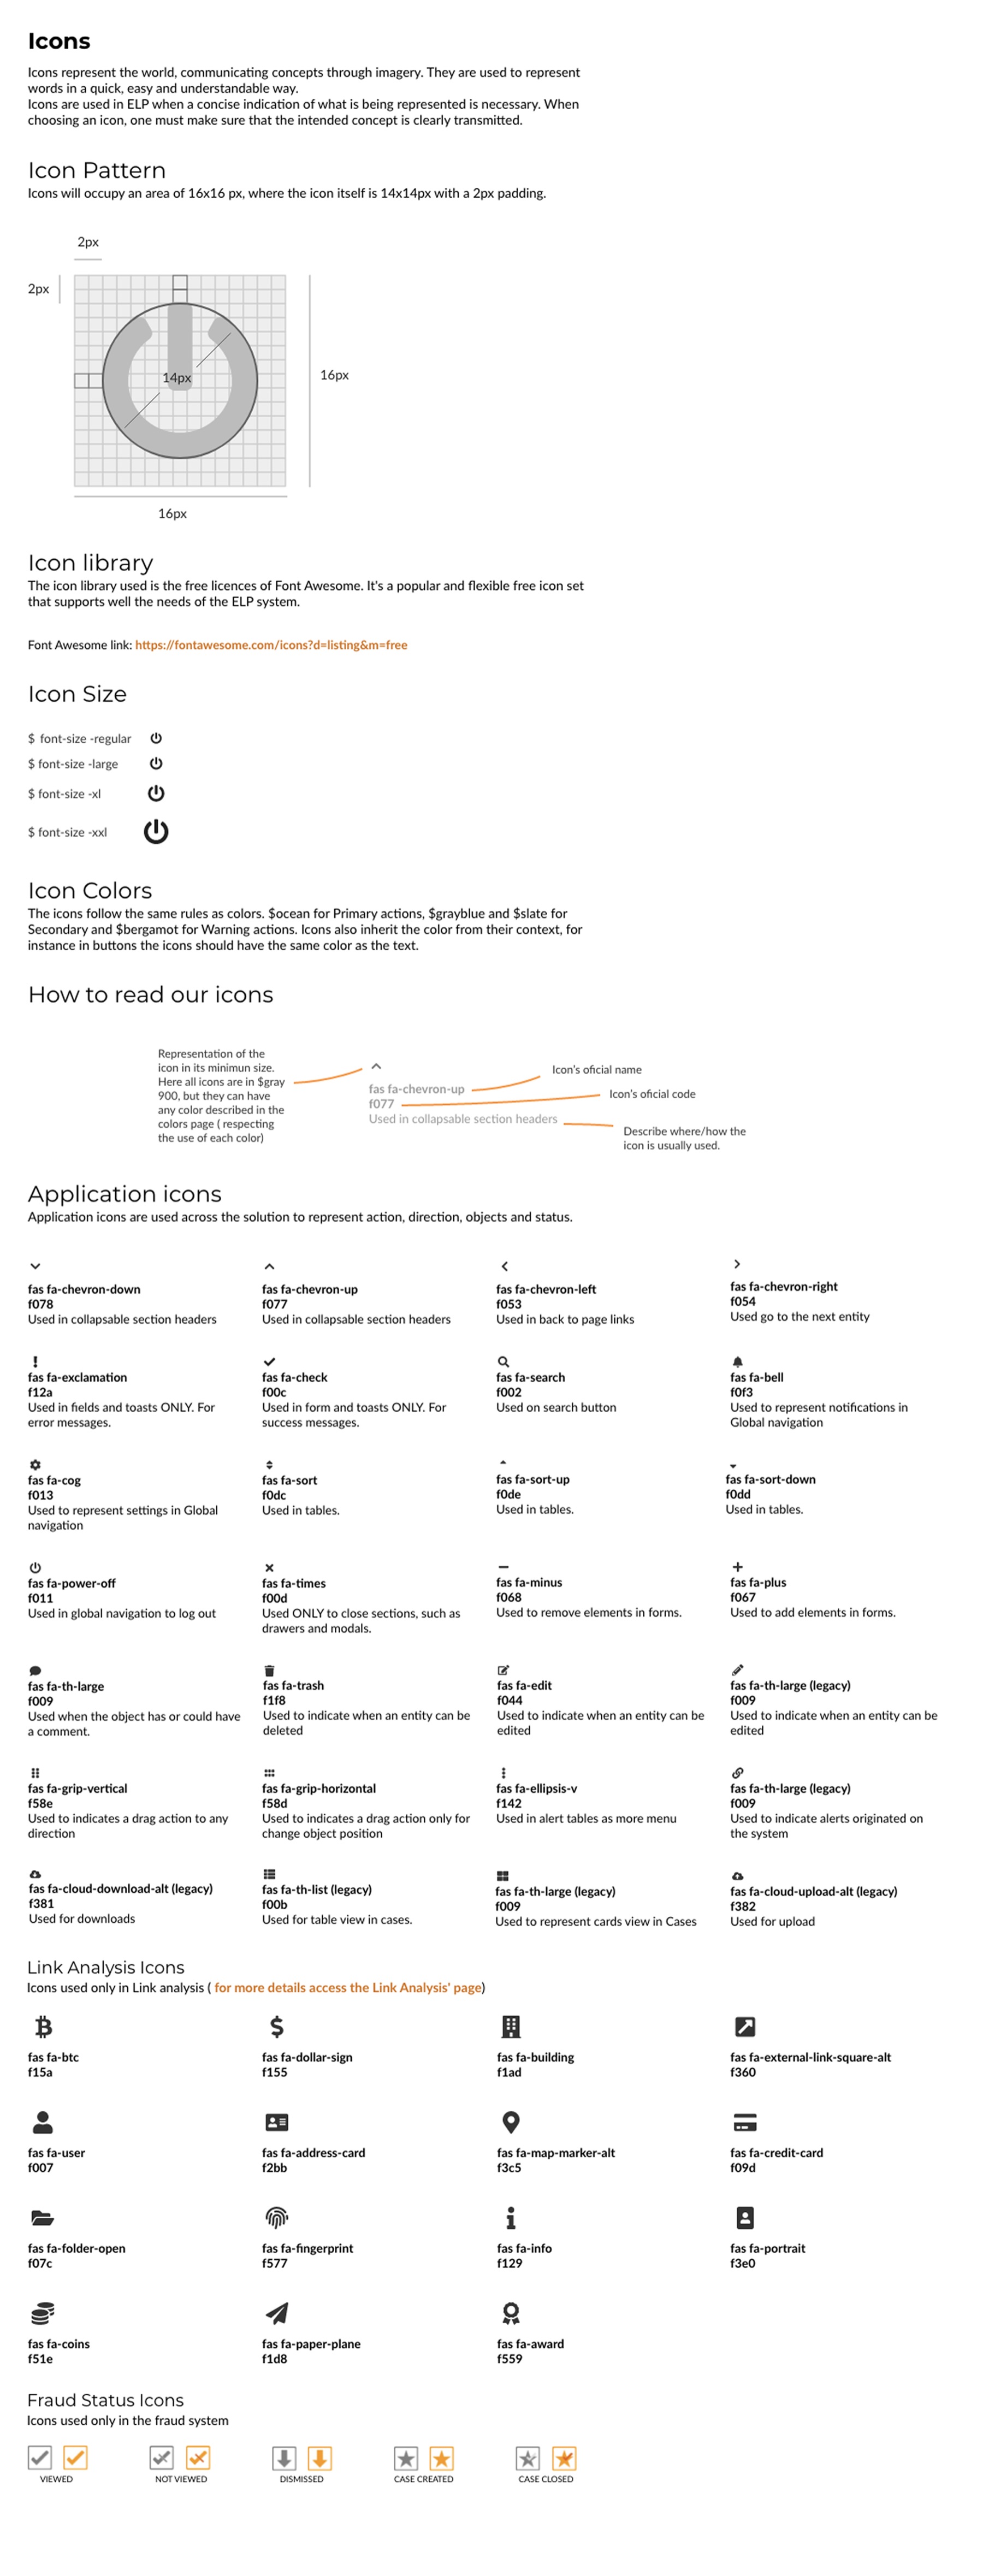 Icons
Icons represent the world, communicating concepts through imagery. They are used to represent
words in a quick, easy and understandable way.
Icons are used in ELP when a concise indication of what is being represented is necessary. When
choosing an icon, one must make sure that the intended concept is clearly transmitted.
Icon Pattern
Icons will occupy an area of 16x16 px, where the icon itself is 14x14px with a 2px padding.
2px
2px
14px
16px
16px
Icon library
The icon library used is the free licences of Font Awesome. It's a popular and flexible free icon set
that supports well the needs of the ELP system.
Font Awesome link: https://fontawesome.com/icons?d=listing&m=free
Icon Size
$ font-size -regular
$ font-size -large
$ font-size -xl
$ font-size -xxl
Icon Colors
The icons follow the same rules as colors. $ocean for Primary actions, $grayblue and $slate for
Secondary and $bergamot for Warning actions. Icons also inherit the color from their context, for
instance in buttons the icons should have the same color as the text.
How to read our icons
Representation of the
icon in its minimun size.
Here all icons are in $gray
900, but they can have
any color described in the
colors page ( respecting
the use of each color)
fas fa-chevron-up
f077
Used in collapsable section headers
Icon's oficial name
Icon's oficial code
Describe where/how the
icon is usually used.
Application icons
Application icons are used across the solution to represent action, direction, objects and status.
fas fa-chevron-down
f078
Used in collapsable section headers
fas fa-chevron-up
f077
Used in collapsable section headers
fas fa-chevron-left
f053
Used in back to page links
fas fa-chevron-right
f054
Used go to the next entity
fas fa-exclamation
f12a
Used in fields and toasts ONLY. For
error messages.
fas fa-check
f00c
Used in form and toasts ONLY. For
success messages.
fas fa-search
f002
Used on search button
fas fa-bell
f0f3
Used to represent notifications in
Global navigation
fas fa-cog
f013
Used to represent settings in Global
navigation
fas fa-sort
f0dc
Used in tables.
fas fa-sort-up
f0de
Used in tables.
fas fa-sort-down
f0dd
Used in tables.
fas fa-power-off
f011
Used in global navigation to log out
fas fa-times
f00d
Used ONLY to close sections, such as
drawers and modals.
fas fa-minus
f068
Used to remove elements in forms.
fas fa-plus
f067
Used to add elements in forms.
fas fa-th-large
f009
Used when the object has or could have
a comment.
fas fa-trash
f1f8
Used to indicate when an entity can be
deleted
fas fa-edit
f044
Used to indicate when an entity can be
edited
fas fa-th-large (legacy)
f009
Used to indicate when an entity can be
edited
fas fa-grip-vertical
f58e
Used to indicates a drag action to any
direction
fas fa-grip-horizontal
f58d
Used to indicates a drag action only for
change object position
fas fa-ellipsis-v
f142
Used in alert tables as more menu
fas fa-th-large (legacy)
f009
Used to indicate alerts originated on
the system
fas fa-cloud-download-alt (legacy)
f381
Used for downloads
fas fa-th-list (legacy)
f00b
Used for table view in cases.
fas fa-th-large (legacy)
f009
Used to represent cards view in Cases
fas fa-cloud-upload-alt (legacy)
f382
Used for upload
Link Analysis Icons
Icons used only in Link analysis ( for more details access the Link Analysis' page)
fas fa-btc
f15a
fas fa-dollar-sign
f155
fas fa-building
f1ad
fas fa-external-link-square-alt
f360
fas fa-user
f007
fas fa-address-card
f2bb
fas fa-map-marker-alt
f3c5
fas fa-credit-card
f09d
fas fa-folder-open
f07c
fas fa-fingerprint
f577
fas fa-info
f129
fas fa-portrait
f3e0
fas fa-coins
f51e
fas fa-paper-plane
f1d8
fas fa-award
f559
Fraud Status Icons
Icons used only in the fraud system
VIEWED
NOT VIEWED
DISMISSED
CASE CREATED
CASE CLOSED